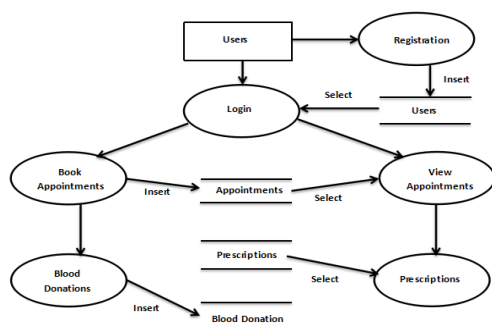 Users
Registration
Insert
Select
Login
Users
Book
Appointments
Insert
Appointments
Select
View
Appointments
Prescriptions
Select
Blood
Donations
Prescriptions
Insert
Blood Donation